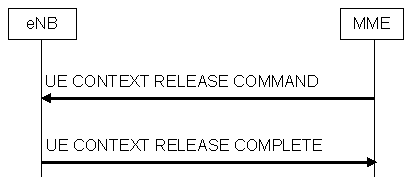 eNB
MME
UE CONTEXT RELEASE COMMAND
UE CONTEXT RELEASE COMPLETE